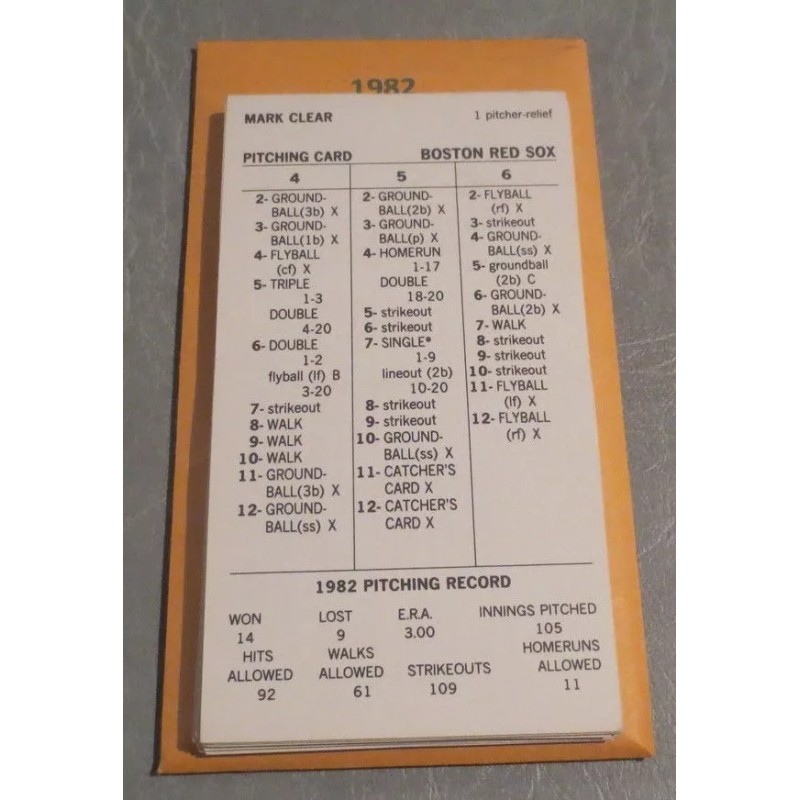 1982
MARK CLEAR 1 pitcher-relief
PITCHING CARD BOSTON RED SOX
4 5 6
2- GROUND-
BALL(3b) X
3- GROUND-
BALL(1b) X
4- FLYBALL
(cf) X
5- TRIPLE
1-3
DOUBLE
4-20
6- DOUBLE
1-2
flyball (lf) B
3-20
7- strikeout
8- WALK
9- WALK
10- WALK
11- GROUND-
BALL(3b) X
12- GROUND-
BALL(ss) X
2- GROUND-
BALL(2b) X
3- GROUND-
BALL(p) X
4- HOMERUN
1-17
DOUBLE
18-20
5- strikeout
6- strikeout
7- SINGLE*
1-9
lineout (2b)
10-20
8- strikeout
9- strikeout
10- GROUND-
BALL(ss) X
11- CATCHER'S
CARD X
12- CATCHER'S
CARD X
2- FLYBALL
(rf) X
3- strikeout
4- GROUND-
BALL(ss) X
5- groundball
(2b) C
6- GROUND-
BALL(2b) X
7- WALK
8- strikeout
9- strikeout
10- strikeout
11- FLYBALL
(lf) X
12- FLYBALL
(rf) X
1982 PITCHING RECORD
WON LOST E.R.A. INNINGS PITCHED
14 9 3.00 105
HITS WALKS HOMERUNS
ALLOWED ALLOWED STRIKEOUTS ALLOWED
92 61 109 11